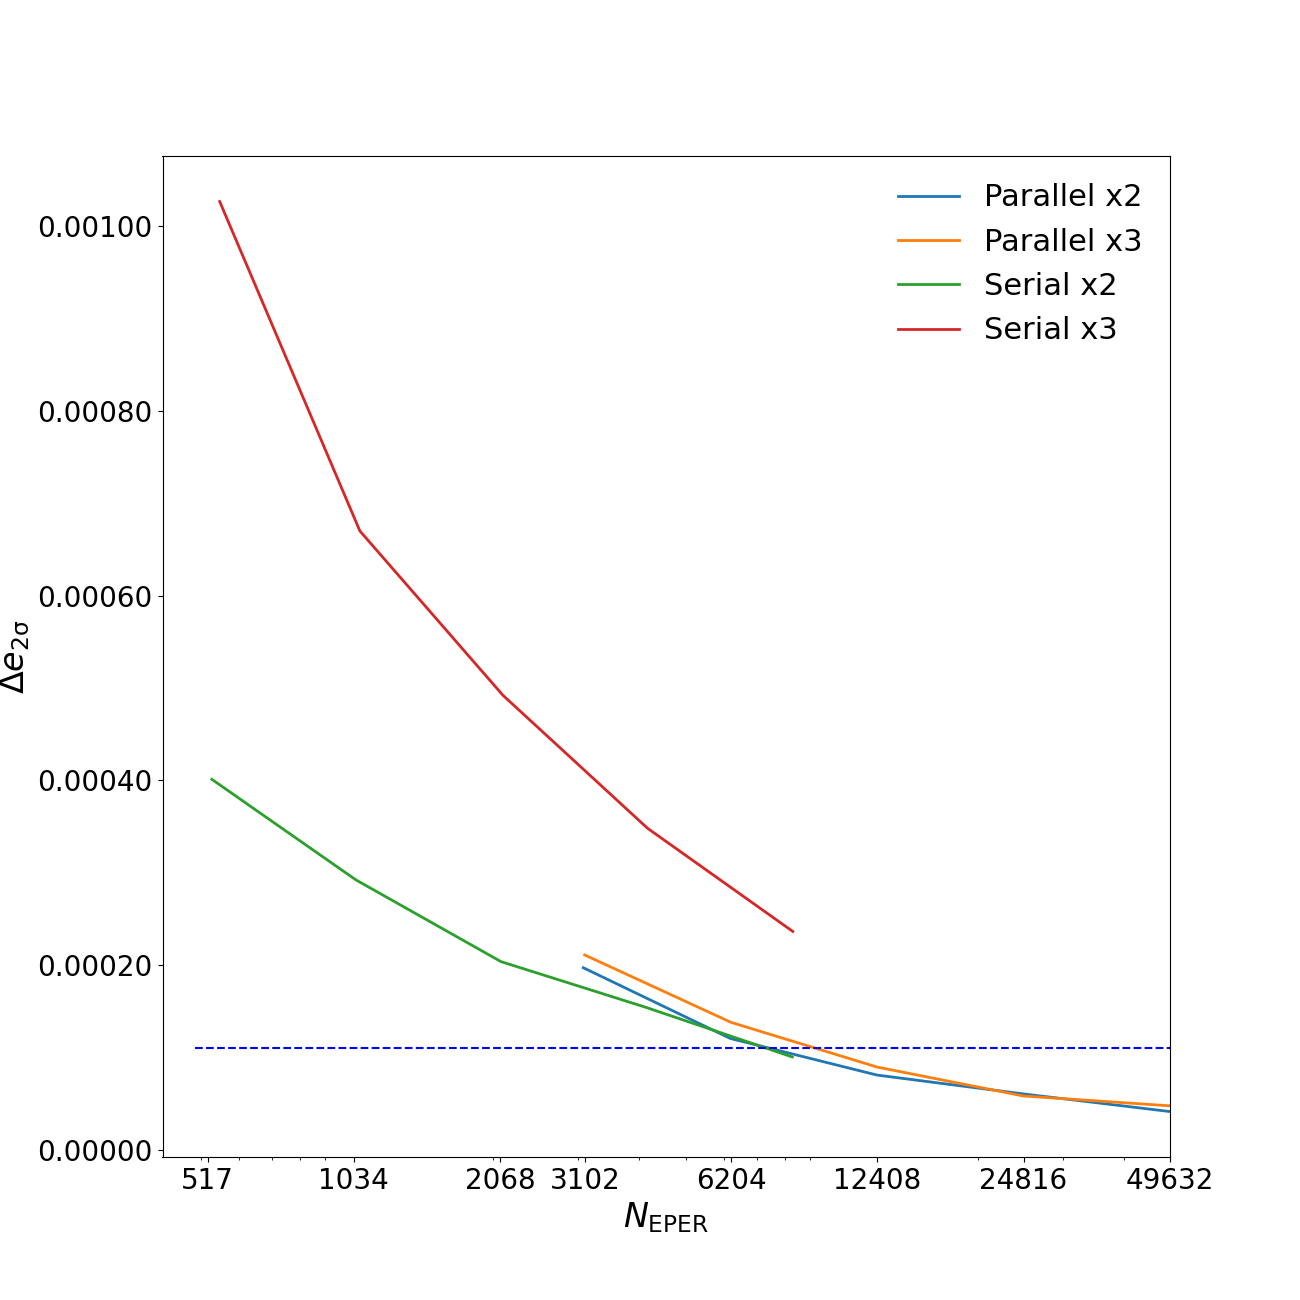 Parallel x2
Parallel x3
Serial x2
Serial x3
0.00100
0.00080
0.00060
0.00040
0.00020
0.00000
Δe2σ
517 1034 2068 3102 6204 12408 24816 49632
NEPER